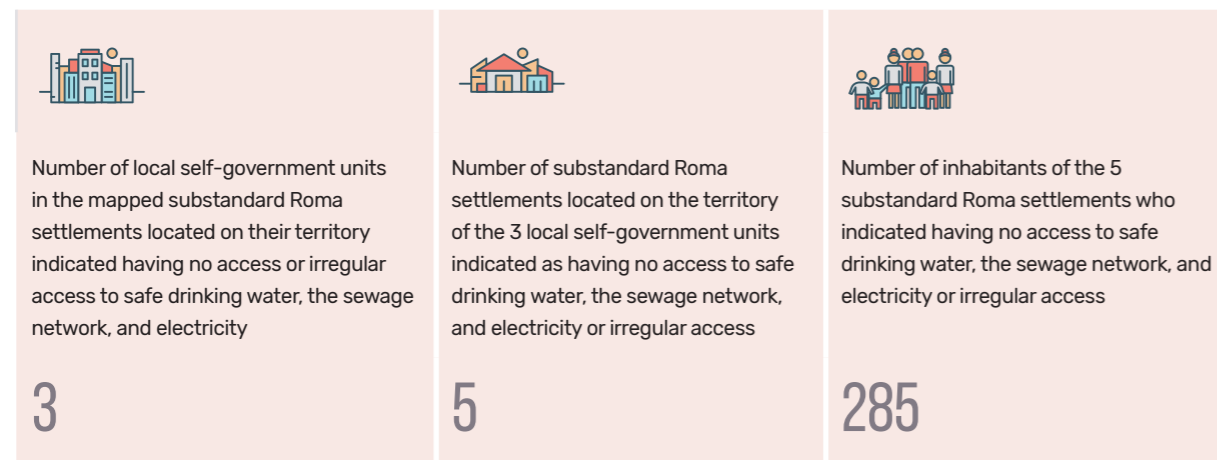 Number of local self-government units
in the mapped substandard Roma
settlements located on their territory
indicated having no access or irregular
access to safe drinking water, the sewage
network, and electricity
3
Number of substandard Roma
settlements located on the territory
of the 3 local self-government units
indicated as having no access to safe
drinking water, the sewage network,
and electricity or irregular access
5
Number of inhabitants of the 5
substandard Roma settlements who
indicated having no access to safe
drinking water, the sewage network, and
electricity or irregular access
285